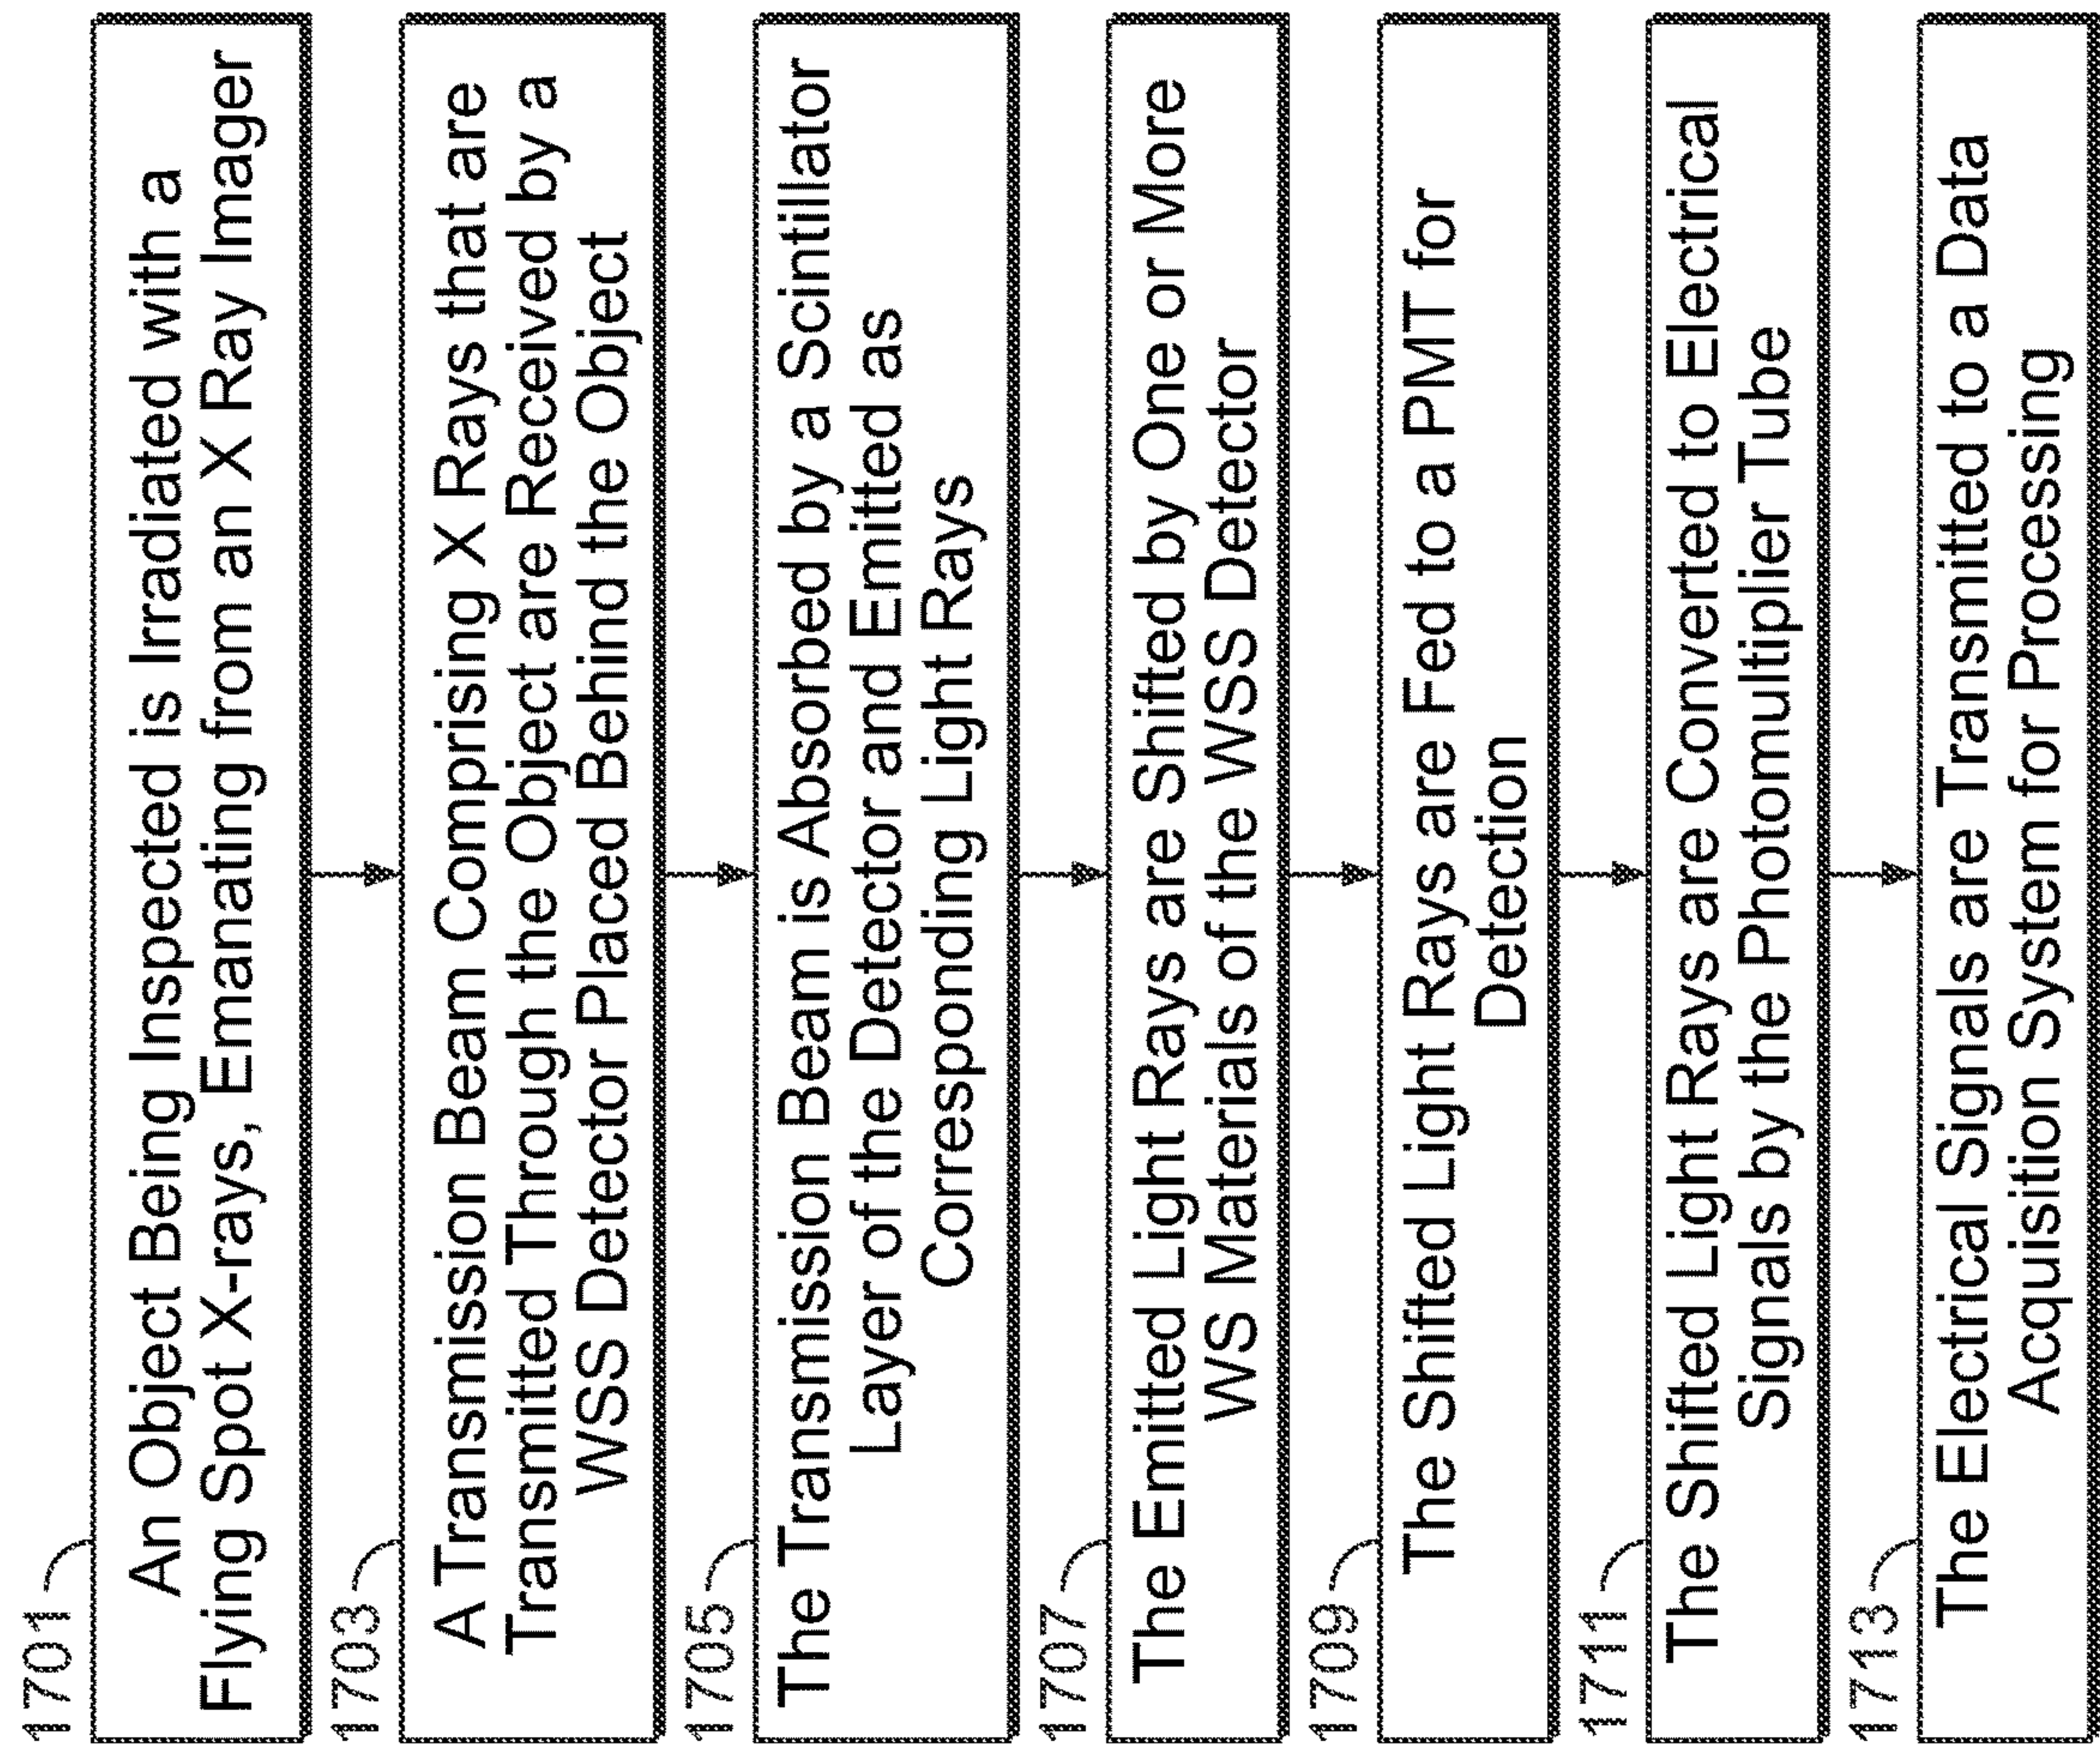 1701
An Object Being Inspected is Irradiated with a
Flying Spot X-rays, Emanating from an X Ray Imager
1703
A Transmission Beam Comprising X Rays that are
Transmitted Through the Object are Received by a
WSS Detector Placed Behind the Object
1705
The Transmission Beam is Absorbed by a Scintillator
Layer of the Detector and Emitted as
Corresponding Light Rays
1707
The Emitted Light Rays are Shifted by One or More
WS Materials of the WSS Detector
1709
The Shifted Light Rays are Fed to a PMT for
Detection
1711
The Shifted Light Rays are Converted to Electrical
Signals by the Photomultiplier Tube
1713
The Electrical Signals are Transmitted to a Data
Acquisition System for Processing